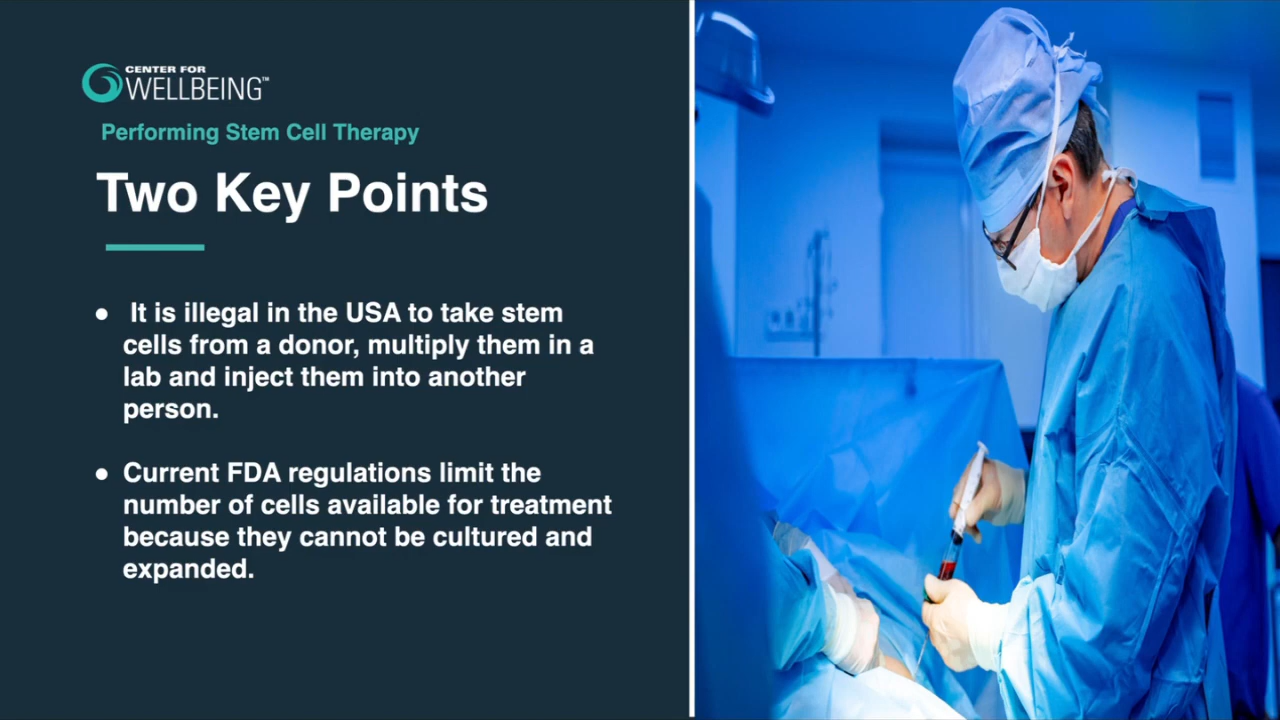 CENTER FOR
WELLBEING™
Performing Stem Cell Therapy
Two Key Points
● It is illegal in the USA to take stem
cells from a donor, multiply them in a
lab and inject them into another
person.
● Current FDA regulations limit the
number of cells available for treatment
because they cannot be cultured and
expanded.